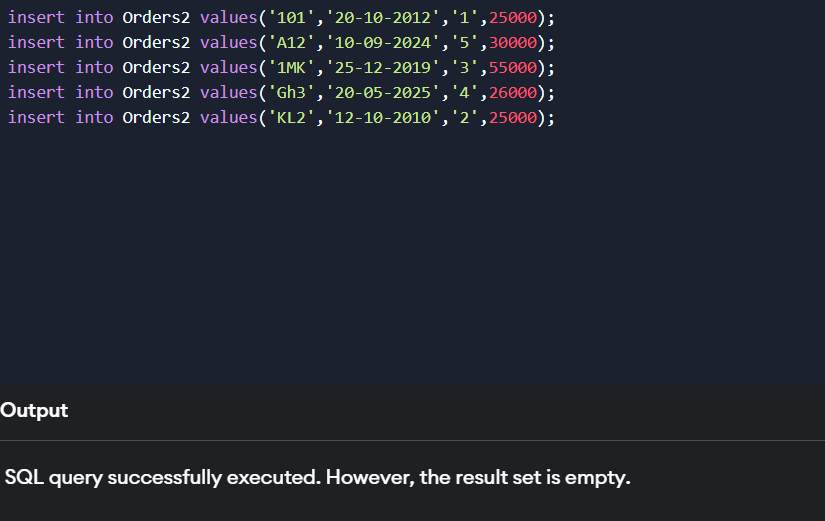 insert into Orders2 values('101','20-10-2012','1',25000);
insert into Orders2 values('A12','10-09-2024','5',30000);
insert into Orders2 values('1MK','25-12-2019','3',55000);
insert into Orders2 values('Gh3','20-05-2025','4',26000);
insert into Orders2 values('KL2','12-10-2010','2',25000);
Output
SQL query successfully executed. However, the result set is empty.